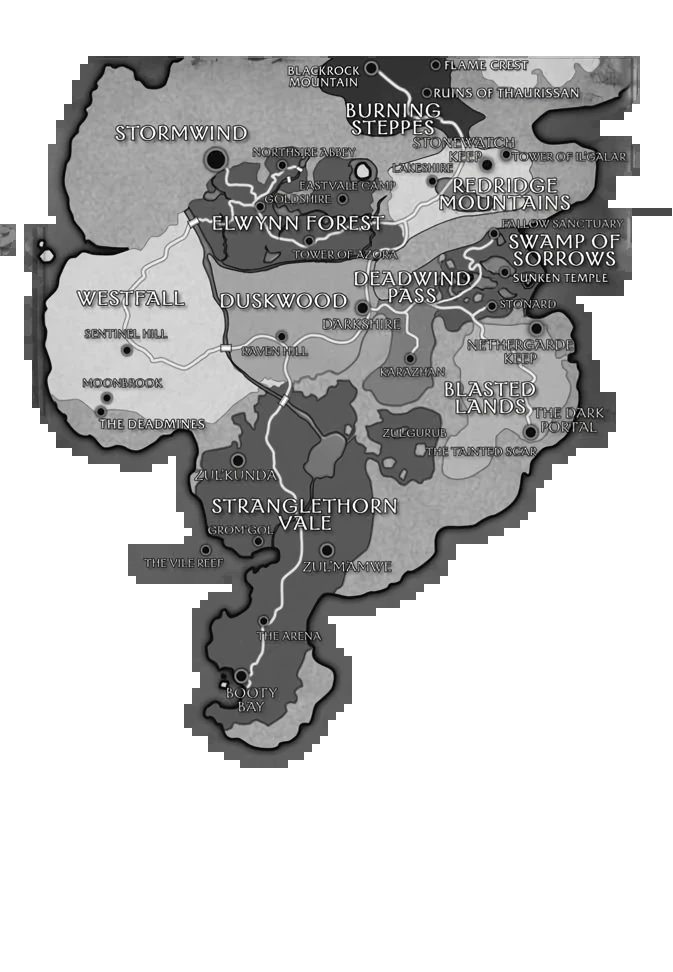 FLAME CREST
BLACKROCK
MOUNTAIN
RUINS OF THAURISSAN
BURNING
STEPPES
STORMWIND
STONEWATCH
KEEP
NORTHSIRE ABBEY
TOWER OF IL'GALAR
LAKESHIRE
EASTVALE CAMP
REDRIDGE
MOUNTAINS
GOLDSHIRE
ELWYNN FOREST
FALLOW SANCTUARY
SWAMP OF
SORROWS
TOWER OF AZORA
SUNKEN TEMPLE
DEADWIND
PASS
WESTFALL
DUSKWOOD
STONARD
DARKSHIRE
SENTINEL HILL
RAVEN HILL
NETHERGARDE
KEEP
KARAZHAN
MOONBROOK
BLASTED
LANDS
THE DEADMINES
THE DARK
PORTAL
ZUL'GURUB
THE TAINTED SCAR
ZUL'KUNDA
STRANGLETHORN
VALE
GROM'GOL
THE VILE REEF
ZUL'MAMWE
THE ARENA
BOOTY
BAY